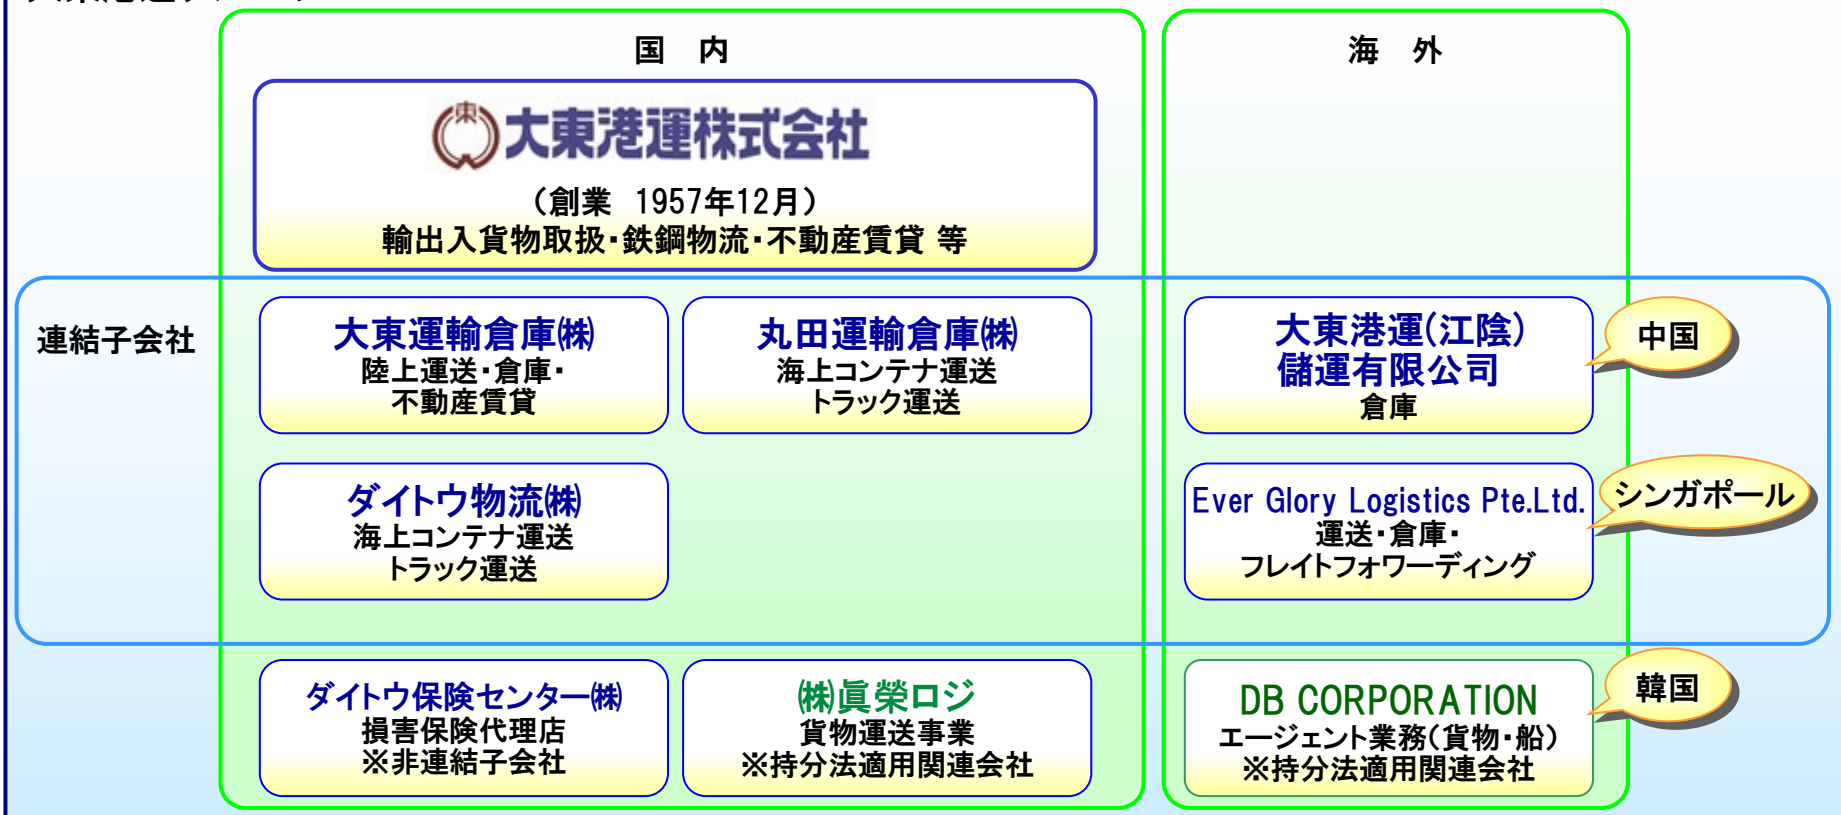 国　内
海　外
大東港運株式会社
（創業　1957年12月）
輸出入貨物取扱・鉄鋼物流・不動産賃貸 等
連結子会社
大東運輸倉庫㈱
陸上運送・倉庫・
不動産賃貸
丸田運輸倉庫㈱
海上コンテナ運送
トラック運送
大東港運(江陰)
儲運有限公司
倉庫
中国
ダイトウ物流㈱
海上コンテナ運送
トラック運送
Ever Glory Logistics Pte.Ltd.
運送・倉庫・
フレイトフォワーディング
シンガポール
ダイトウ保険センター㈱
損害保険代理店
※非連結子会社
㈱眞榮ロジ
貨物運送事業
※持分法適用関連会社
DB CORPORATION
エージェント業務(貨物・船)
※持分法適用関連会社
韓国